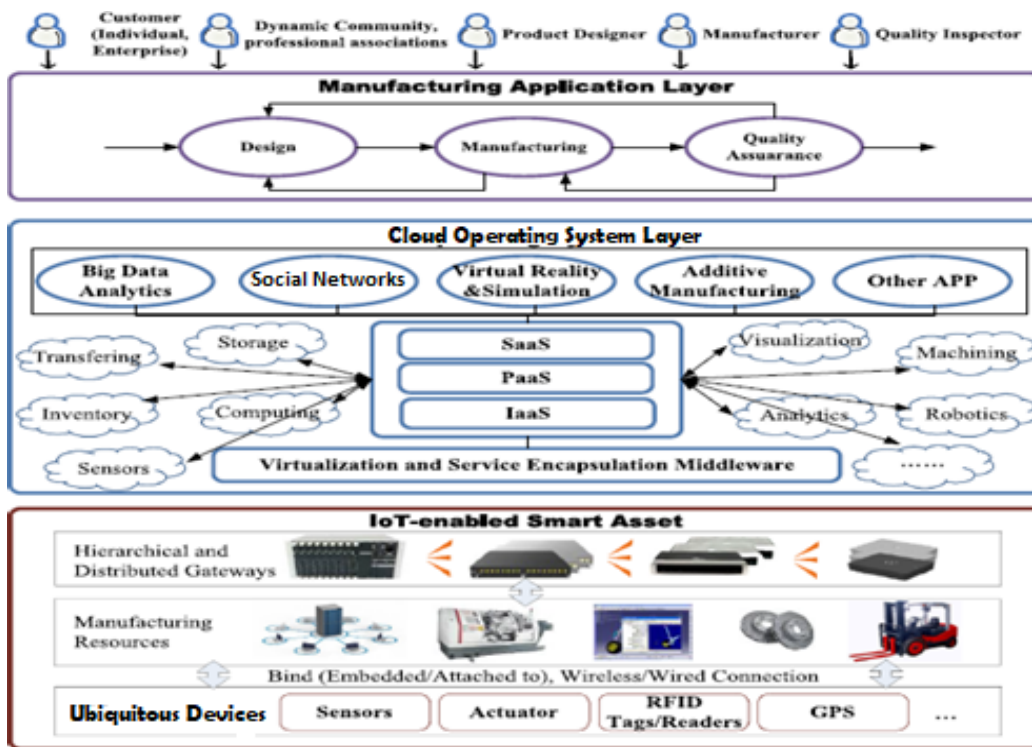 Customer
(Individual,
Enterprise)
Dynamic Community,
professional associations
Product Designer
Manufacturer
Quality Inspector
Manufacturing Application Layer
Design
Manufacturing
Quality
Assuarance
Cloud Operating System Layer
Big Data
Analytics
Social Networks
Virtual Reality
&Simulation
Additive
Manufacturing
Other APP
Transfering
Storage
SaaS
Visualization
Machining
PaaS
Inventory
Computing
IaaS
Analytics
Robotics
Sensors
Virtualization and Service Encapsulation Middleware
......
IoT-enabled Smart Asset
Hierarchical and
Distributed Gateways
Manufacturing
Resources
Bind (Embedded/Attached to), Wireless/Wired Connection
Ubiquitous Devices
Sensors
Actuator
RFID
Tags/Readers
GPS
...